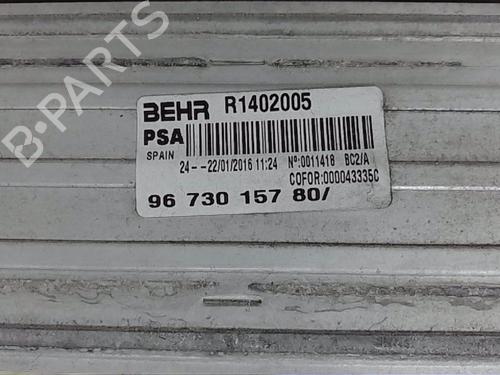 B-PARTS
BEHR R1402005
PSA
SPAIN
24--22/01/2016 11:24 Nº:0011418 BC2/A
COFOR:000043335C
96 730 157 80/